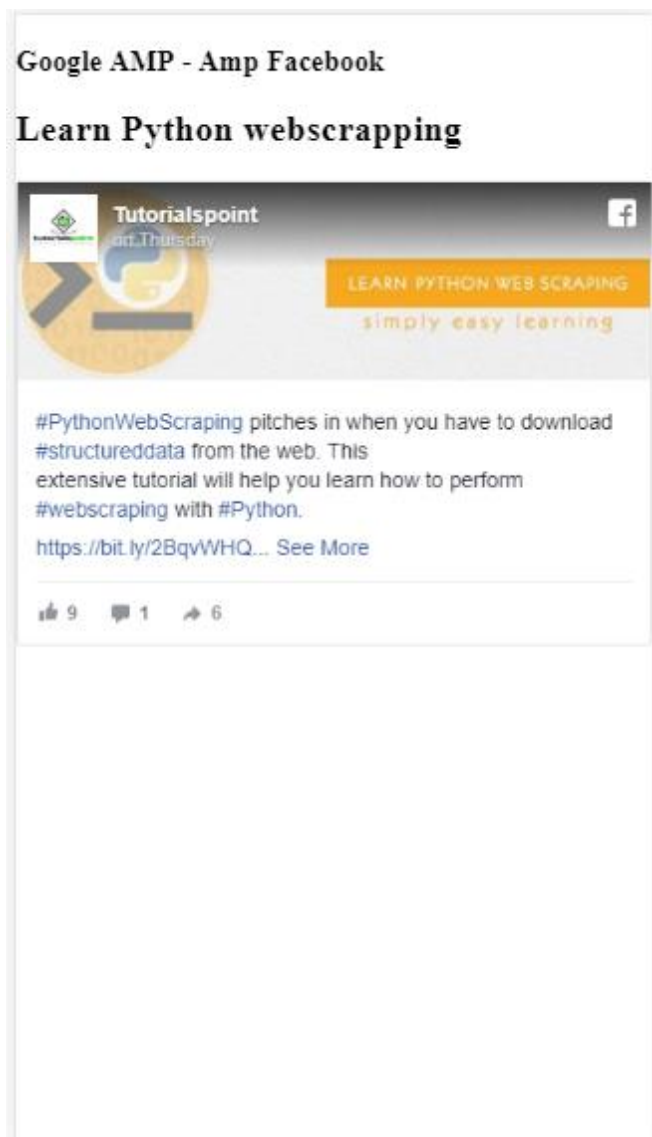 Google AMP - Amp Facebook
Learn Python webscrapping
Tutorialspoint
on Thursday
LEARN PYTHON WEB SCRAPING
simply easy learning
#PythonWebScraping pitches in when you have to download
#structureddata from the web. This
extensive tutorial will help you learn how to perform
#webscraping with #Python.
https://bit.ly/2BqvWHQ... See More
9 1 6